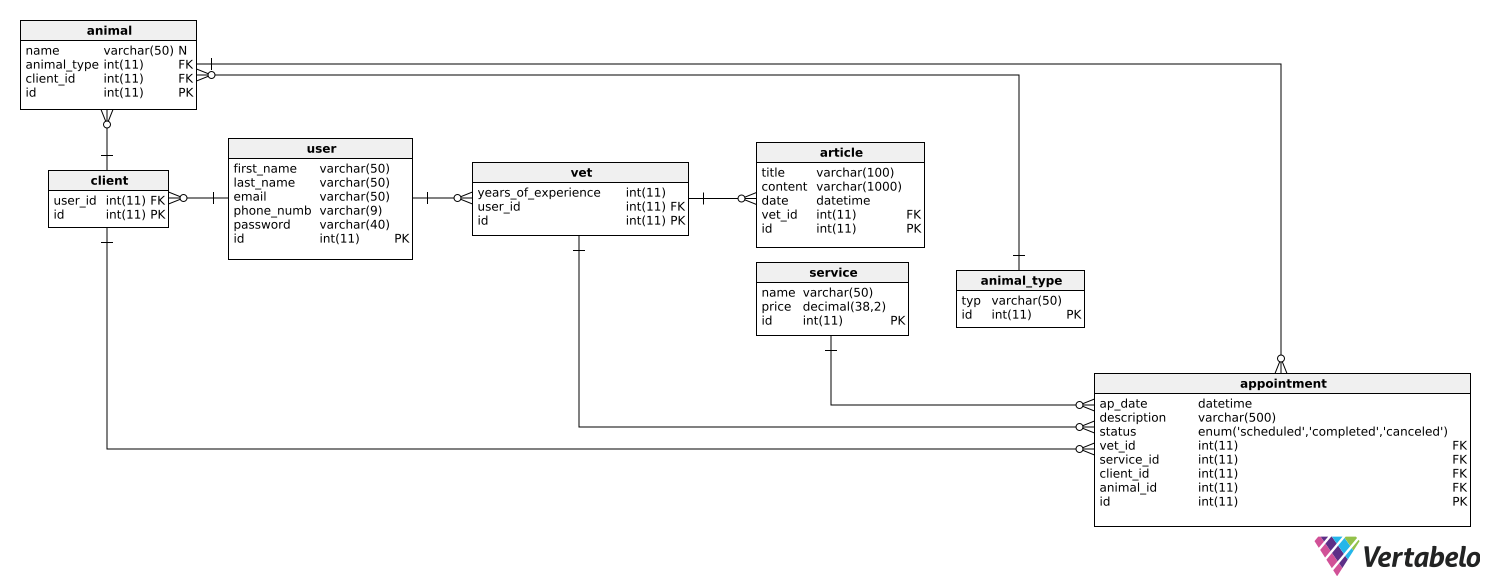 animal
name varchar(50) N
animal_type int(11) FK
client_id int(11) FK
id int(11) PK
client
user_id int(11) FK
id int(11) PK
user
first_name varchar(50)
last_name varchar(50)
email varchar(50)
phone_numb varchar(9)
password varchar(40)
id int(11) PK
vet
years_of_experience int(11)
user_id int(11) FK
id int(11) PK
article
title varchar(100)
content varchar(1000)
date datetime
vet_id int(11) FK
id int(11) PK
service
name varchar(50)
price decimal(38,2)
id int(11) PK
animal_type
typ varchar(50)
id int(11) PK
appointment
ap_date datetime
description varchar(500)
status enum('scheduled','completed','canceled')
vet_id int(11) FK
service_id int(11) FK
client_id int(11) FK
animal_id int(11) FK
id int(11) PK
Vertabelo